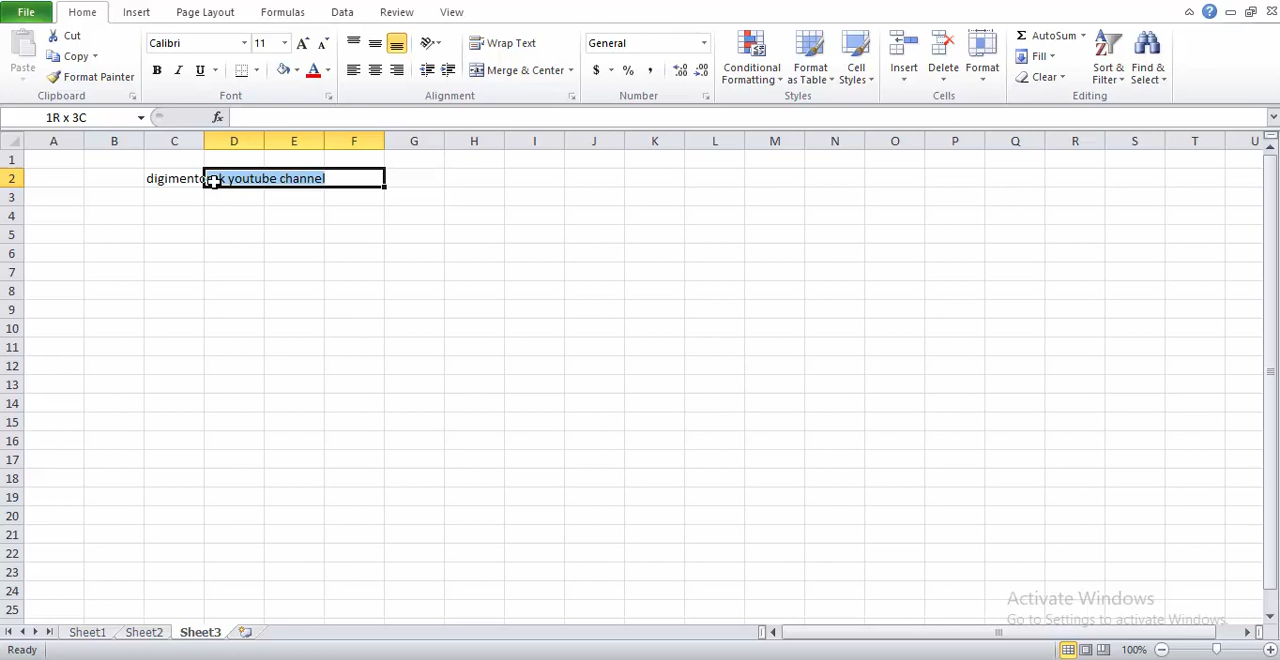 File Home Insert Page Layout Formulas Data Review View
Cut
Copy
Format Painter
Paste
Clipboard
Calibri 11
Font
Wrap Text
Merge & Center
Alignment
General
$ % ,
Number
Conditional Formatting
Format as Table
Cell Styles
Styles
Insert
Delete
Format
Cells
Σ AutoSum
Fill
Clear
Sort & Filter
Find & Select
Editing
1R x 3C fx
A B C D E F G H I J K L M N O P Q R S T U
1
2 youtube channel
3
4
5
6
7
8
9
10
11
12
13
14
15
16
17
18
19
20
21
22
23
24
25
Activate Windows
Go to Settings to activate Windows.
Sheet1 Sheet2 Sheet3
Ready 100%